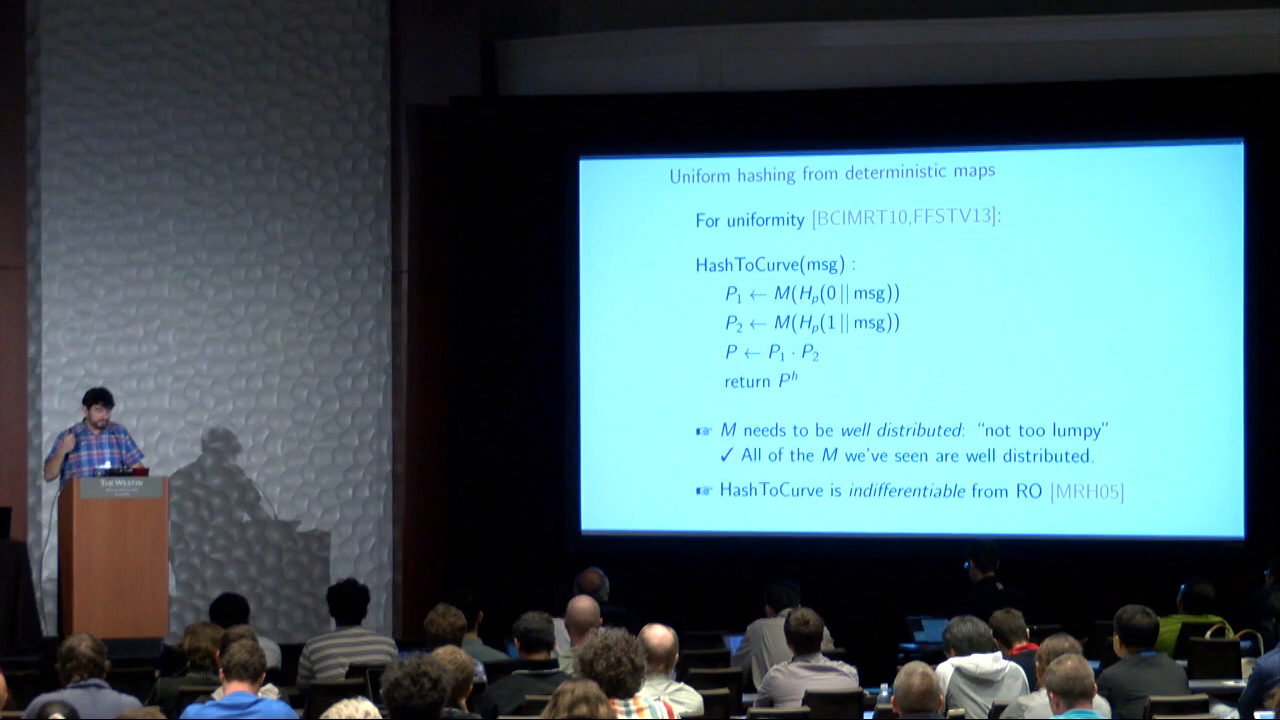 Uniform hashing from deterministic maps
For uniformity [BCIMRT10,FFSTV13]:
HashToCurve(msg) :
P₁ ← M(Hₚ(0 || msg))
P₂ ← M(Hₚ(1 || msg))
P ← P₁ · P₂
return Pʰ
☞ M needs to be well distributed: “not too lumpy”
✓ All of the M we've seen are well distributed.
☞ HashToCurve is indifferentiable from RO [MRH05]
THE WESTIN